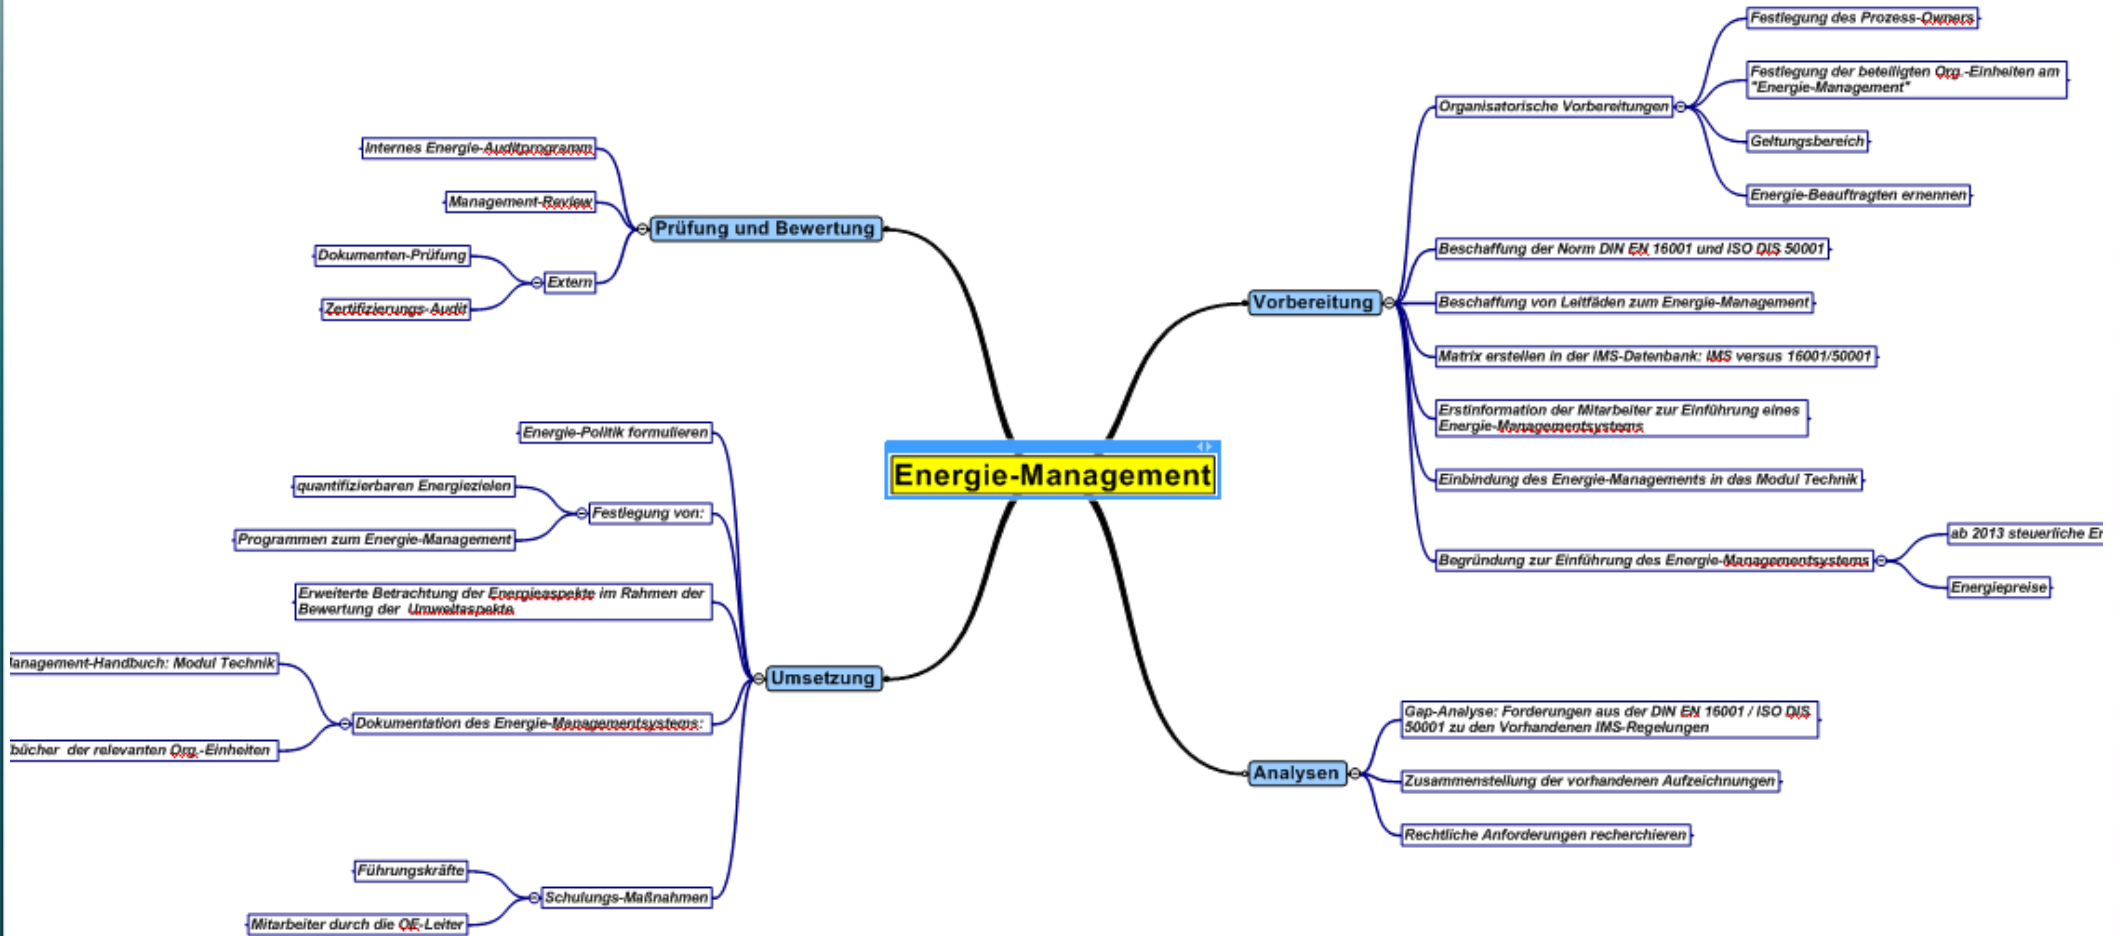 Energie-Management
Vorbereitung
Organisatorische Vorbereitungen
Festlegung des Prozess-Owners
Festlegung der beteiligten Org.-Einheiten am
"Energie-Management"
Geltungsbereich
Energie-Beauftragten ernennen
Beschaffung der Norm DIN EN 16001 und ISO DIS 50001
Beschaffung von Leitfäden zum Energie-Management
Matrix erstellen in der IMS-Datenbank: IMS versus 16001/50001
Erstinformation der Mitarbeiter zur Einführung eines
Energie-Managementsystems
Einbindung des Energie-Managements in das Modul Technik
Begründung zur Einführung des Energie-Managementsystems
ab 2013 steuerliche
Energiepreise
Analysen
Gap-Analyse: Forderungen aus der DIN EN 16001 / ISO DIS
50001 zu den Vorhandenen IMS-Regelungen
Zusammenstellung der vorhandenen Aufzeichnungen
Rechtliche Anforderungen recherchieren
Prüfung und Bewertung
Internes Energie-Auditprogramm
Management-Review
Extern
Dokumenten-Prüfung
Zertifizierungs-Audit
Umsetzung
Energie-Politik formulieren
Festlegung von:
quantifizierbaren Energiezielen
Programmen zum Energie-Management
Erweiterte Betrachtung der Energieaspekte im Rahmen der
Bewertung der Umweltaspekte
Dokumentation des Energie-Managementsystems:
anagement-Handbuch: Modul Technik
bücher der relevanten Org.-Einheiten
Schulungs-Maßnahmen
Führungskräfte
Mitarbeiter durch die OE-Leiter